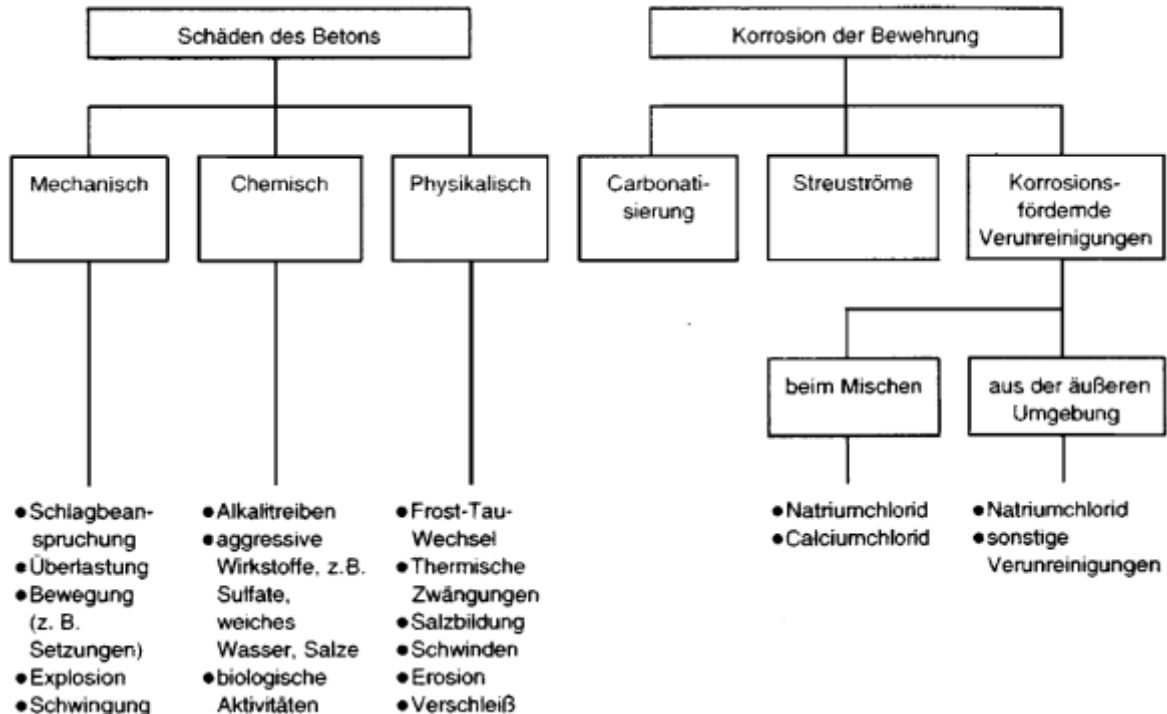 Schäden des Betons
Korrosion der Bewehrung
Mechanisch
Chemisch
Physikalisch
Carbonati-
sierung
Streuströme
Korrosions-
fördernde
Verunreinigungen
beim Mischen
aus der äußeren
Umgebung
●Schlagbean-
spruchung
●Überlastung
●Bewegung
(z. B.
Setzungen)
●Explosion
●Schwingung
●Alkalitreiben
●aggressive
Wirkstoffe, z.B.
Sulfate,
weiches
Wasser, Salze
●biologische
Aktivitäten
●Frost-Tau-
Wechsel
●Thermische
Zwängungen
●Salzbildung
●Schwinden
●Erosion
●Verschleiß
●Natriumchlorid
●Calciumchlorid
●Natriumchlorid
●sonstige
Verunreinigungen